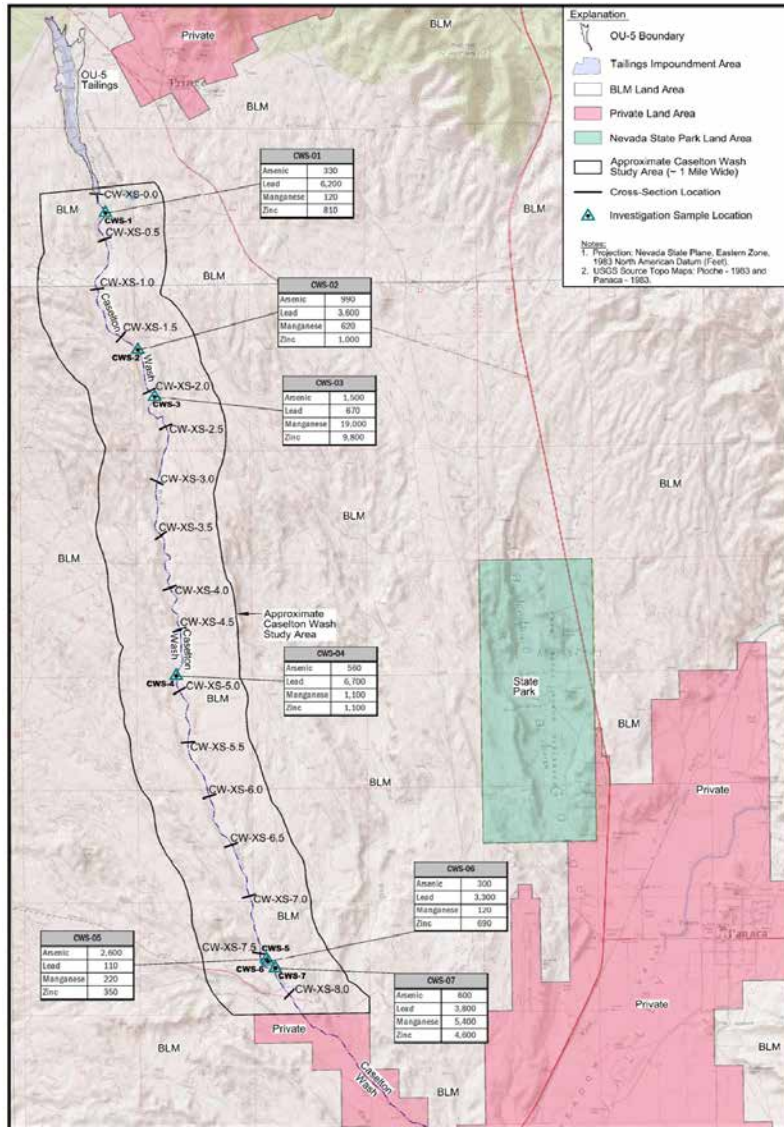 Explanation
OU-5 Boundary
Tailings Impoundment Area
BLM Land Area
Private Land Area
Nevada State Park Land Area
Approximate Caselton Wash
Study Area (~ 1 Mile Wide)
Cross-Section Location
Investigation Sample Location
Notes:
1. Projection: Nevada State Plane, Eastern Zone,
1983 North American Datum (Feet).
2. USGS Source Topo Maps: Pioche - 1983 and
Panaca - 1983.
BLM
Private
OU-5
Tailings
BLM
BLM
CWS-01
Arsenic 330
Lead 6,200
Manganese 120
Zinc 810
CW-XS-0.0
BLM
CWS-1
CW-XS-0.5
BLM
BLM
CW-XS-1.0
CWS-02
Arsenic 990
Lead 3,600
Manganese 620
Zinc 1,000
Caselton
Wash
CW-XS-1.5
CWS-2
CWS-03
Arsenic 1,500
Lead 670
Manganese 19,000
Zinc 9,800
CW-XS-2.0
CWS-3
CW-XS-2.5
CW-XS-3.0
BLM
BLM
CW-XS-3.5
BLM
BLM
CW-XS-4.0
Approximate
Caselton Wash
Study Area
CW-XS-4.5
Caselton
Wash
CWS-04
Arsenic 560
Lead 6,700
Manganese 1,100
Zinc 1,100
CWS-4
CW-XS-5.0
BLM
State
Park
BLM
CW-XS-5.5
BLM
CW-XS-6.0
Private
CW-XS-6.5
CWS-06
Arsenic 300
Lead 3,300
Manganese 120
Zinc 690
CW-XS-7.0
BLM
BLM
Panaca
CWS-05
Arsenic 2,600
Lead 110
Manganese 220
Zinc 350
CW-XS-7.5
CWS-5
CWS-6
CWS-7
CWS-07
Arsenic 600
Lead 3,800
Manganese 5,400
Zinc 4,600
CW-XS-8.0
Private
Private
BLM
BLM
BLM
Caselton
Wash
BLM